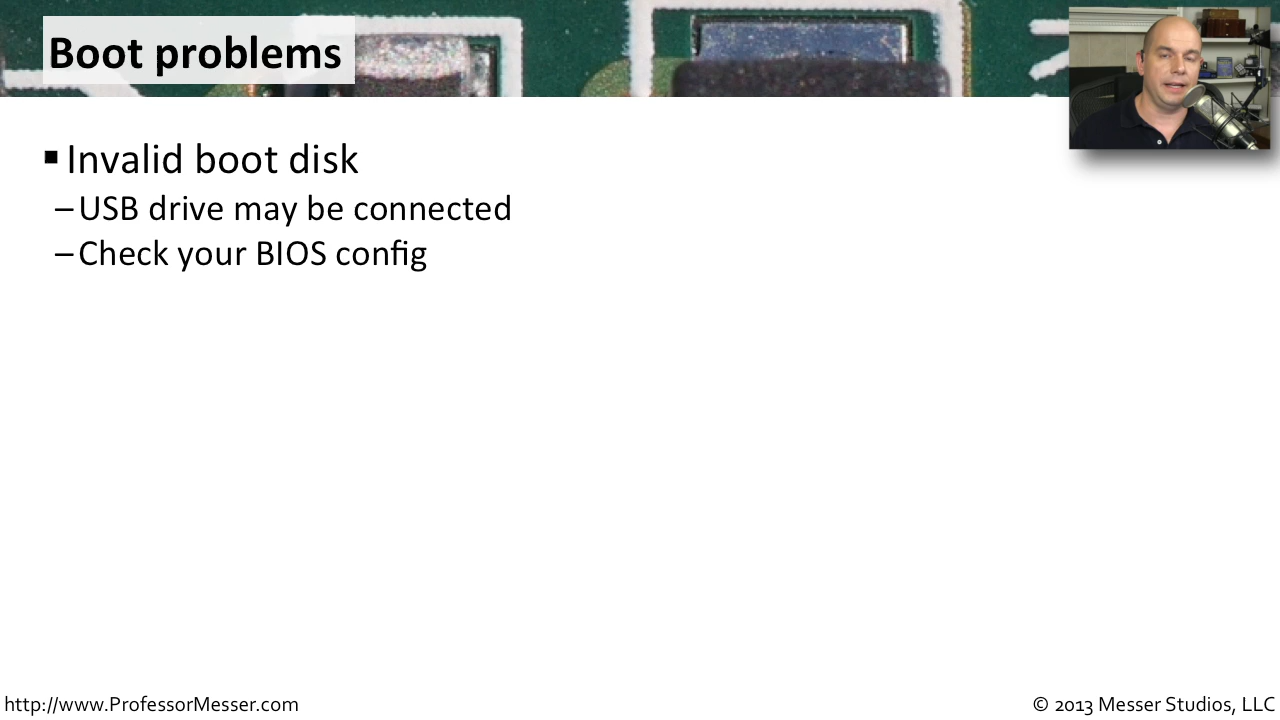 Boot problems
▪ Invalid boot disk
– USB drive may be connected
– Check your BIOS config
http://www.ProfessorMesser.com
© 2013 Messer Studios, LLC